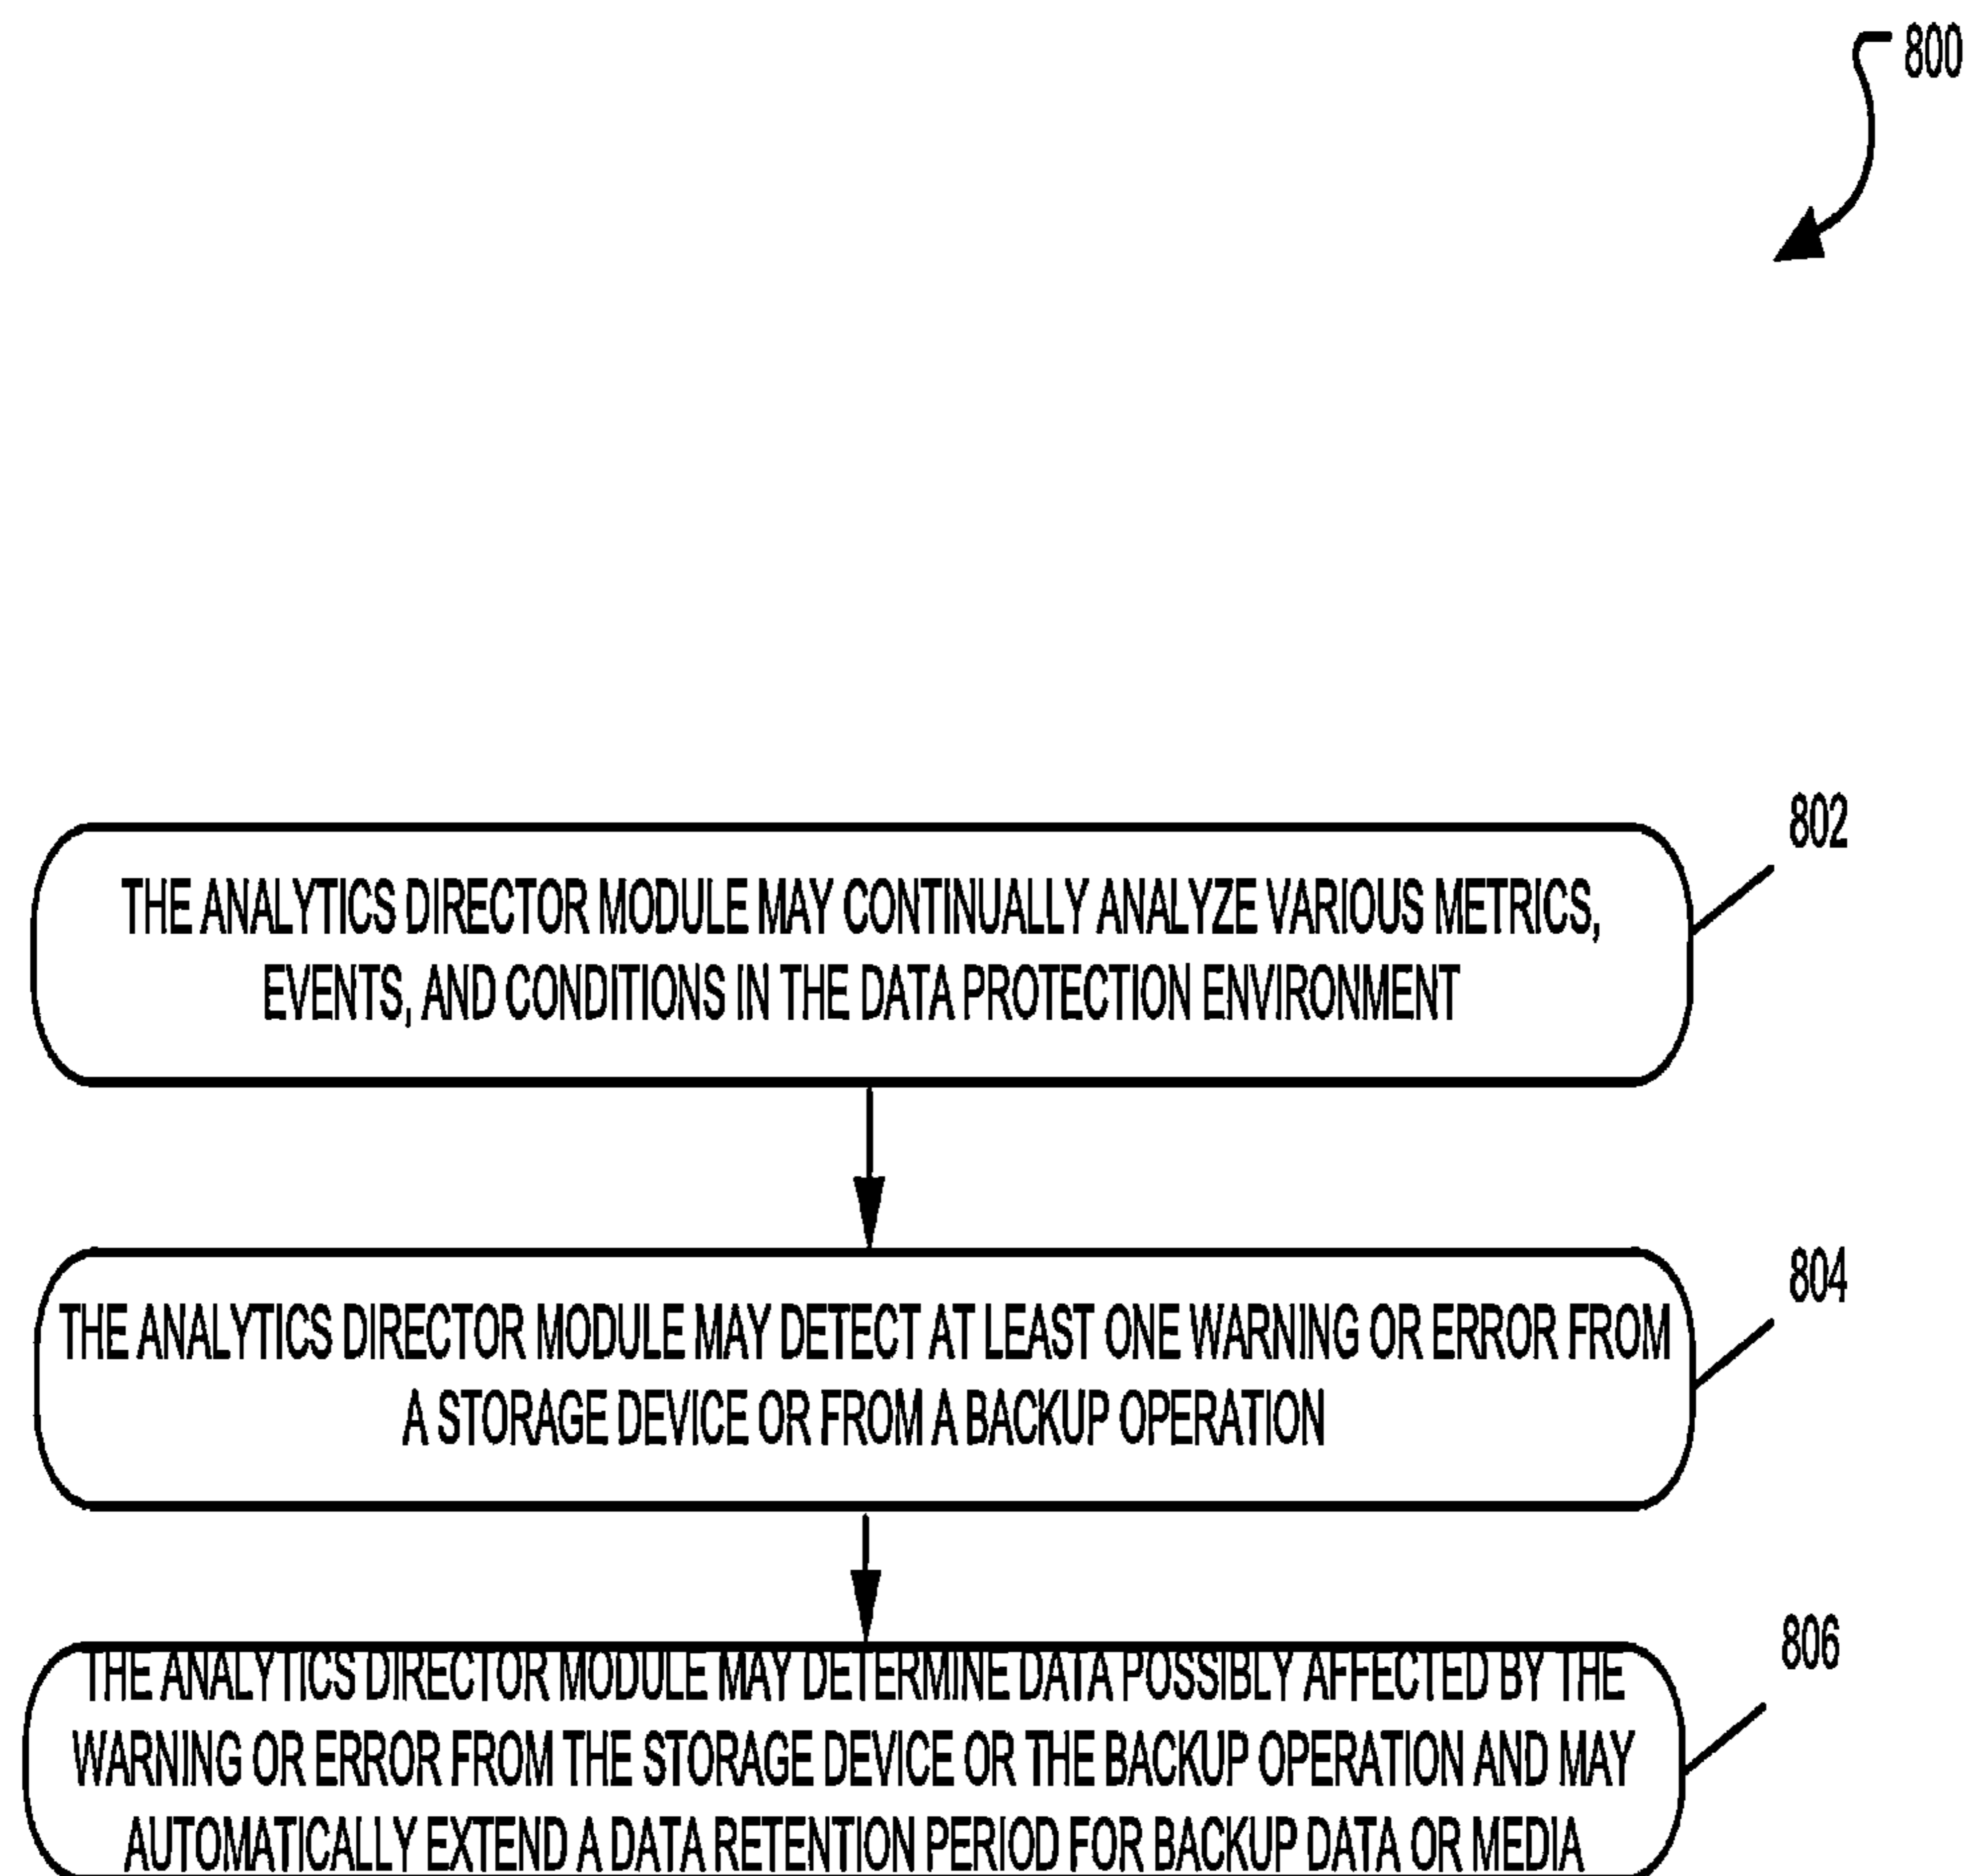 800
802
THE ANALYTICS DIRECTOR MODULE MAY CONTINUALLY ANALYZE VARIOUS METRICS,
EVENTS, AND CONDITIONS IN THE DATA PROTECTION ENVIRONMENT
804
THE ANALYTICS DIRECTOR MODULE MAY DETECT AT LEAST ONE WARNING OR ERROR FROM
A STORAGE DEVICE OR FROM A BACKUP OPERATION
806
THE ANALYTICS DIRECTOR MODULE MAY DETERMINE DATA POSSIBLY AFFECTED BY THE
WARNING OR ERROR FROM THE STORAGE DEVICE OR THE BACKUP OPERATION AND MAY
AUTOMATICALLY EXTEND A DATA RETENTION PERIOD FOR BACKUP DATA OR MEDIA